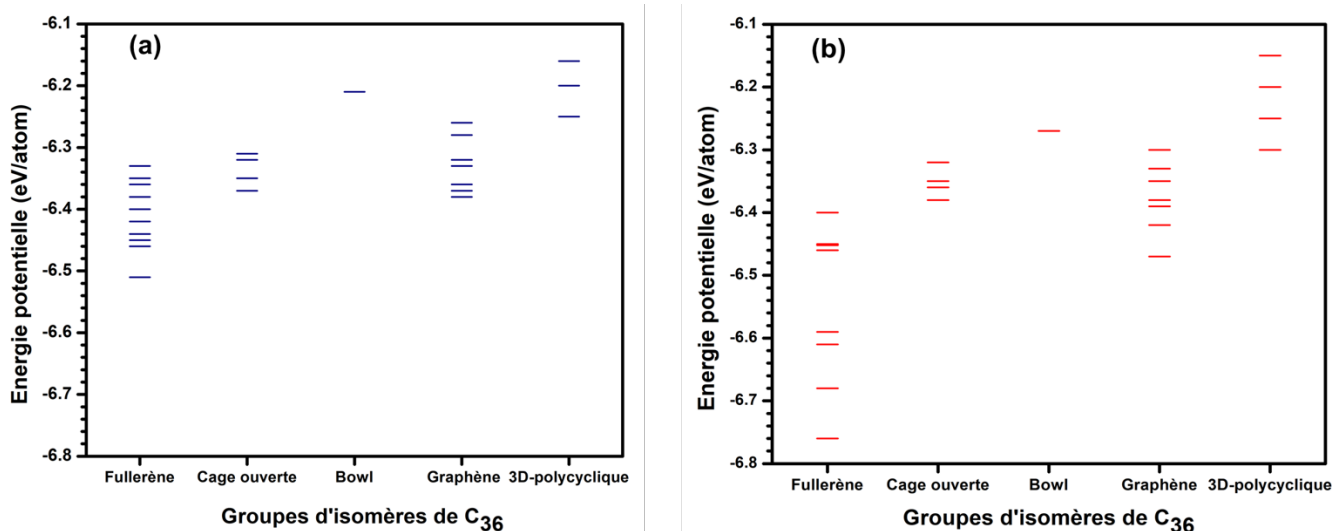 (a)
Energie potentielle (eV/atom)
-6.1
-6.2
-6.3
-6.4
-6.5
-6.6
-6.7
-6.8
Fullerène Cage ouverte Bowl Graphène 3D-polycyclique
Groupes d'isomères de C36
(b)
Energie potentielle (eV/atom)
-6.1
-6.2
-6.3
-6.4
-6.5
-6.6
-6.7
-6.8
Fullerène Cage ouverte Bowl Graphène 3D-polycyclique
Groupes d'isomères de C36